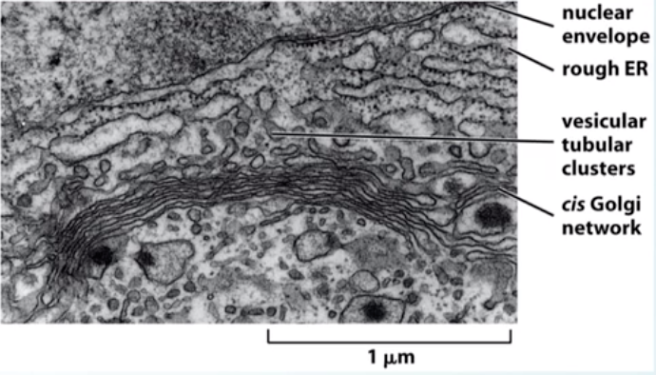 nuclear
envelope
rough ER
vesicular
tubular
clusters
cis Golgi
network
1 μm